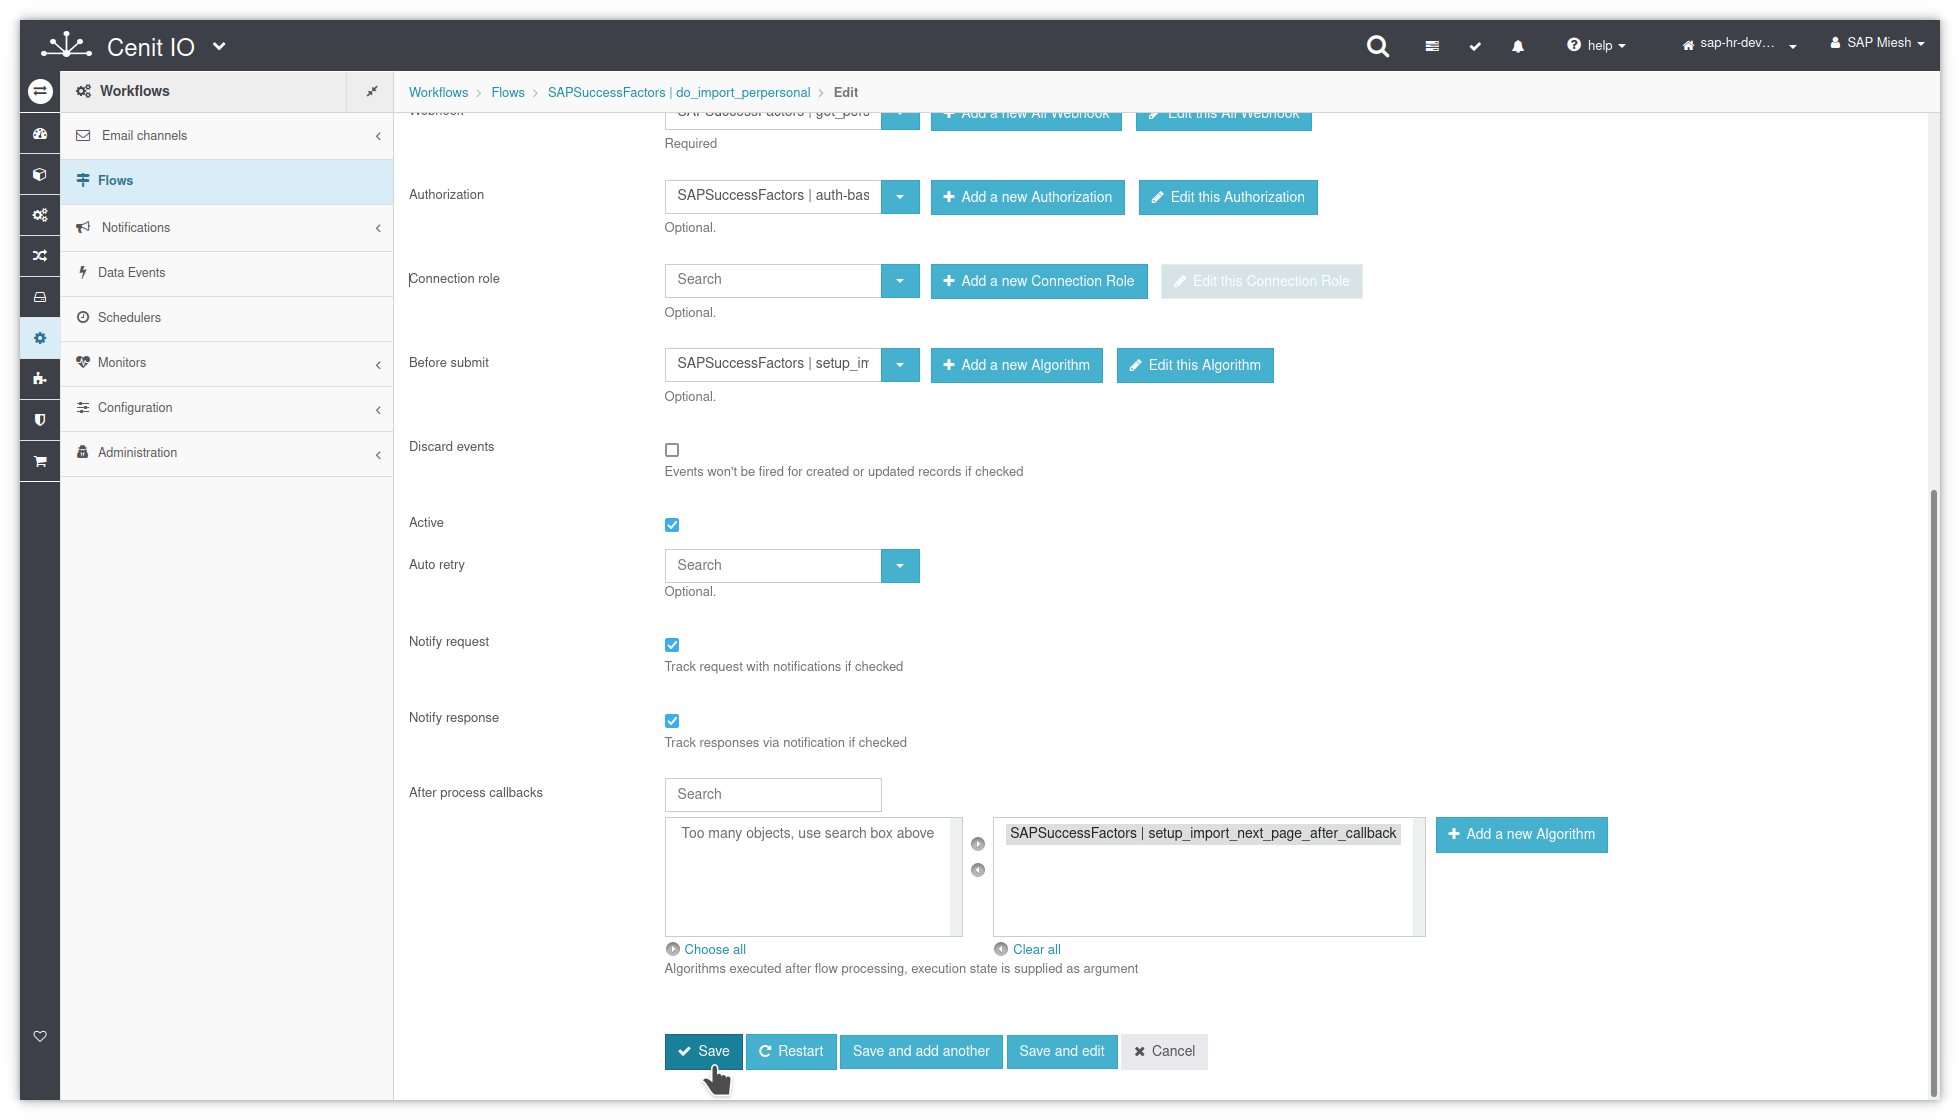 Cenit IO
help
sap-hr-dev...
SAP Miesh
Workflows
Workflows
Flows
SAPSuccessFactors | do_import_perpersonal
Edit
Email channels
Flows
Notifications
Data Events
Schedulers
Monitors
Configuration
Administration
Webhook
SAPSuccessFactors | get_pers
Add a new All Webhook
Edit this All Webhook
Required
Authorization
SAPSuccessFactors | auth-bas
Add a new Authorization
Edit this Authorization
Optional.
Connection role
Search
Add a new Connection Role
Edit this Connection Role
Optional.
Before submit
SAPSuccessFactors | setup_im
Add a new Algorithm
Edit this Algorithm
Optional.
Discard events
Events won't be fired for created or updated records if checked
Active
Auto retry
Search
Optional.
Notify request
Track request with notifications if checked
Notify response
Track responses via notification if checked
After process callbacks
Search
Too many objects, use search box above
SAPSuccessFactors | setup_import_next_page_after_callback
Add a new Algorithm
Choose all
Clear all
Algorithms executed after flow processing, execution state is supplied as argument
Save
Restart
Save and add another
Save and edit
Cancel